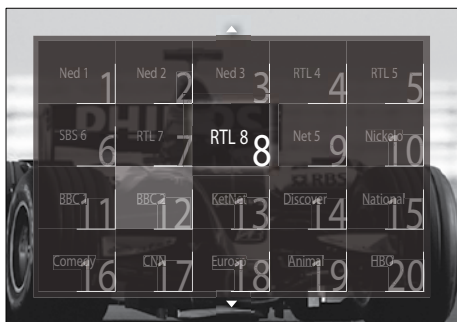 Ned 1 1 Ned 2 2 Ned 3 3 RTL 4 4 RTL 5 5
SBS 6 6 RTL 7 7 RTL 8 8 Net 5 9 Nickelo 10
RBS
BBC 1 11 BBC 2 12 KetNet 13 Discover 14 National 15
Comedy 16 CNN 17 18 Animal 19 HBO 20